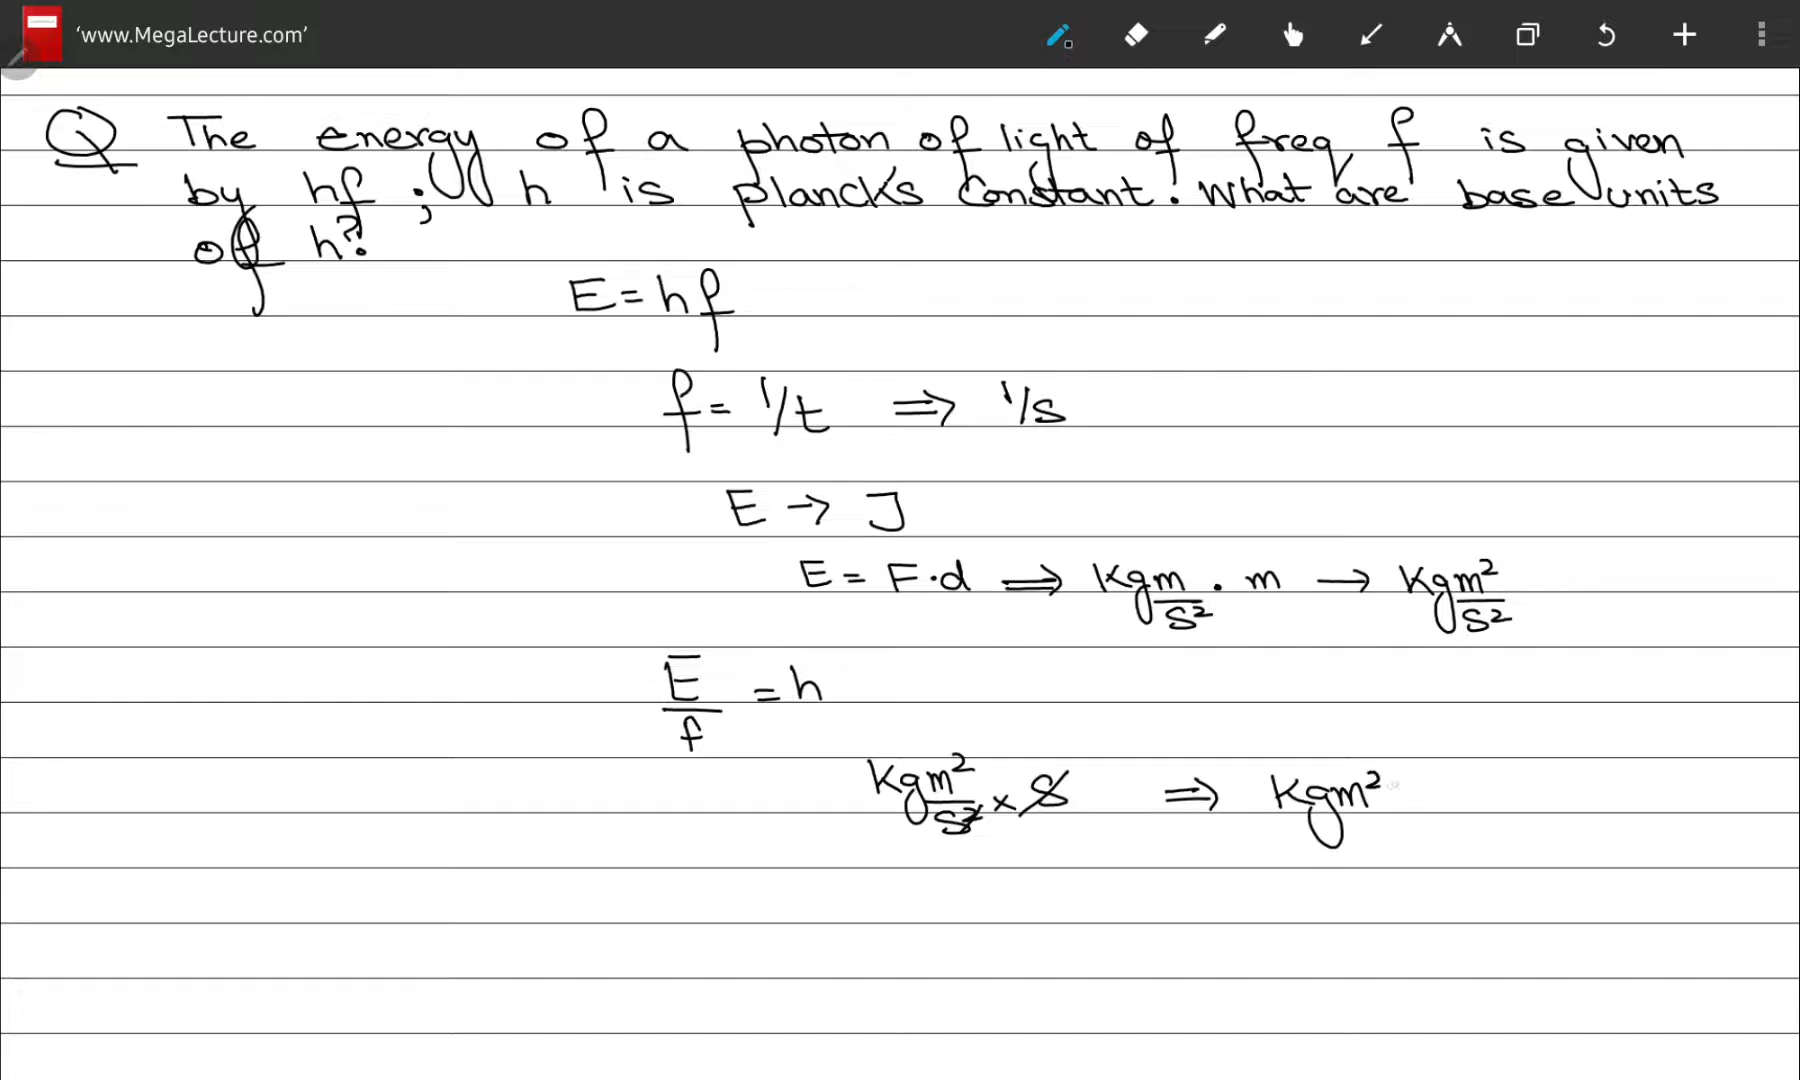 ‘www.MegaLecture.com’
Q The energy of a photon of light of freq f is given
by hf ; h is planck's Constant. What are base units
of h?
E = hf
f = 1/t ⇒ 1/s
E → J
E = F·d ⇒ Kgm/s² · m → Kgm²/s²
E/f = h
Kgm²/s² × s ⇒ Kgm²